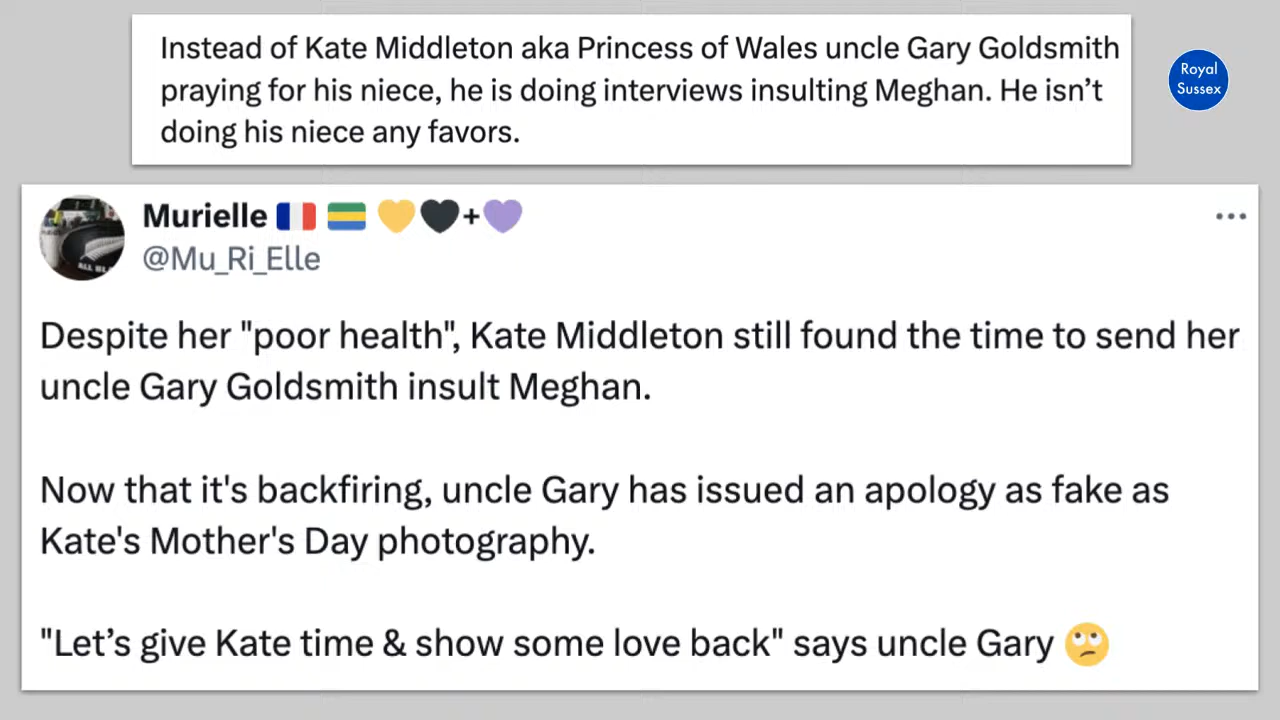 Instead of Kate Middleton aka Princess of Wales uncle Gary Goldsmith
praying for his niece, he is doing interviews insulting Meghan. He isn’t
doing his niece any favors.
Royal
Sussex
Murielle 🇫🇷 🇬🇦 💛🖤+💜
@Mu_Ri_Elle
Despite her "poor health", Kate Middleton still found the time to send her
uncle Gary Goldsmith insult Meghan.
Now that it's backfiring, uncle Gary has issued an apology as fake as
Kate's Mother's Day photography.
"Let’s give Kate time & show some love back" says uncle Gary 🙄